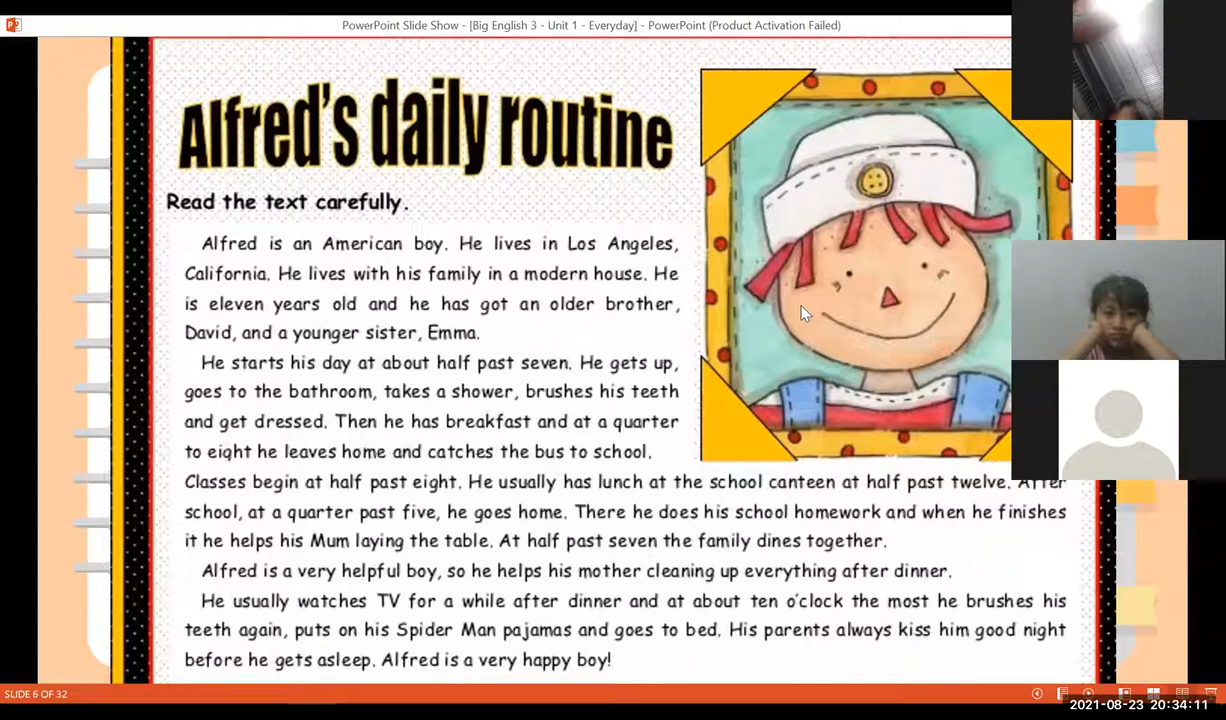 PowerPoint Slide Show - [Big English 3 - Unit 1 - Everyday] - PowerPoint (Product Activation Failed)
Alfred's daily routine
Read the text carefully.
Alfred is an American boy. He lives in Los Angeles,
California. He lives with his family in a modern house. He
is eleven years old and he has got an older brother,
David, and a younger sister, Emma.
He starts his day at about half past seven. He gets up,
goes to the bathroom, takes a shower, brushes his teeth
and get dressed. Then he has breakfast and at a quarter
to eight he leaves home and catches the bus to school.
Classes begin at half past eight. He usually has lunch at the school canteen at half past twelve. After
school, at a quarter past five, he goes home. There he does his school homework and when he finishes
it he helps his Mum laying the table. At half past seven the family dines together.
Alfred is a very helpful boy, so he helps his mother cleaning up everything after dinner.
He usually watches TV for a while after dinner and at about ten o'clock the most he brushes his
teeth again, puts on his Spider Man pajamas and goes to bed. His parents always kiss him good night
before he gets asleep. Alfred is a very happy boy!
SLIDE 6 OF 32
2021-08-23 20:34:11